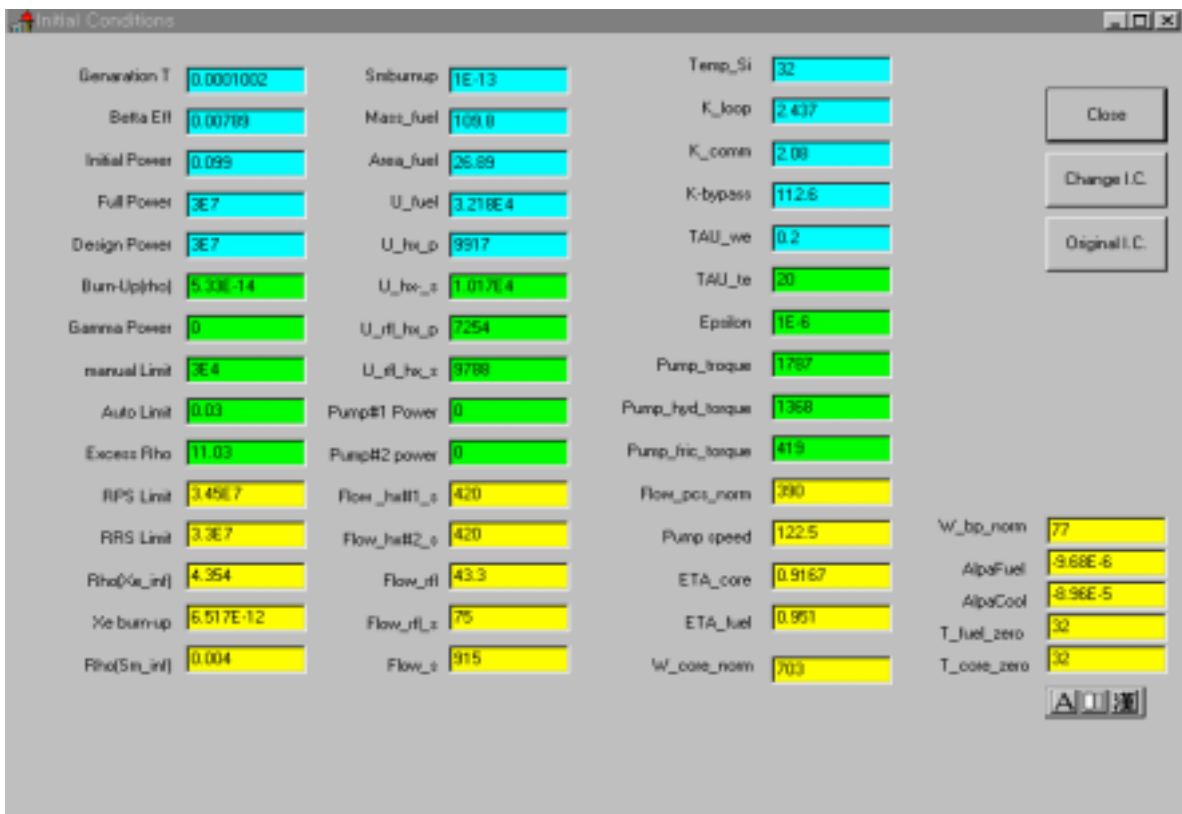 Initial Conditions
Genaration T 0.0001002
Betta Eff 0.00789
Initial Power 0.099
Full Power 3E7
Design Power 3E7
Burn-Up(rho) 5.33E-14
Gamma Power 0
manual Limit 3E4
Auto Limit 0.03
Excess Rho 11.03
RPS Limit 3.45E7
RRS Limit 3.3E7
Rho(Xe_inf) 4.354
Xe burn-up 6.517E-12
Rho(Sm_inf) 0.004
Smburnup 1E-13
Mass_fuel 109.8
Area_fuel 26.89
U_fuel 3.218E4
U_hx_p 9917
U_hx-_s 1.017E4
U_rfl_hx_p 7254
U_rfl_hx_s 9788
Pump#1 Power 0
Pump#2 power 0
Flow_hx#1_s 420
Flow_hx#2_s 420
Flow_rfl 43.3
Flow_rfl_s 75
Flow_s 915
Temp_Si 32
K_loop 2.437
K_comm 2.08
K-bypass 112.6
TAU_we 0.2
TAU_te 20
Epsilon 1E-6
Pump_troque 1787
Pump_hyd_torque 1368
Pump_fric_torque 419
Flow_pcs_norm 390
Pump speed 122.5
ETA_core 0.9167
ETA_fuel 0.951
W_core_norm 703
W_bp_norm 77
AlpaFuel -9.68E-6
AlpaCool -8.96E-5
T_fuel_zero 32
T_core_zero 32
Close
Change I.C.
Original I.C.
A 漢